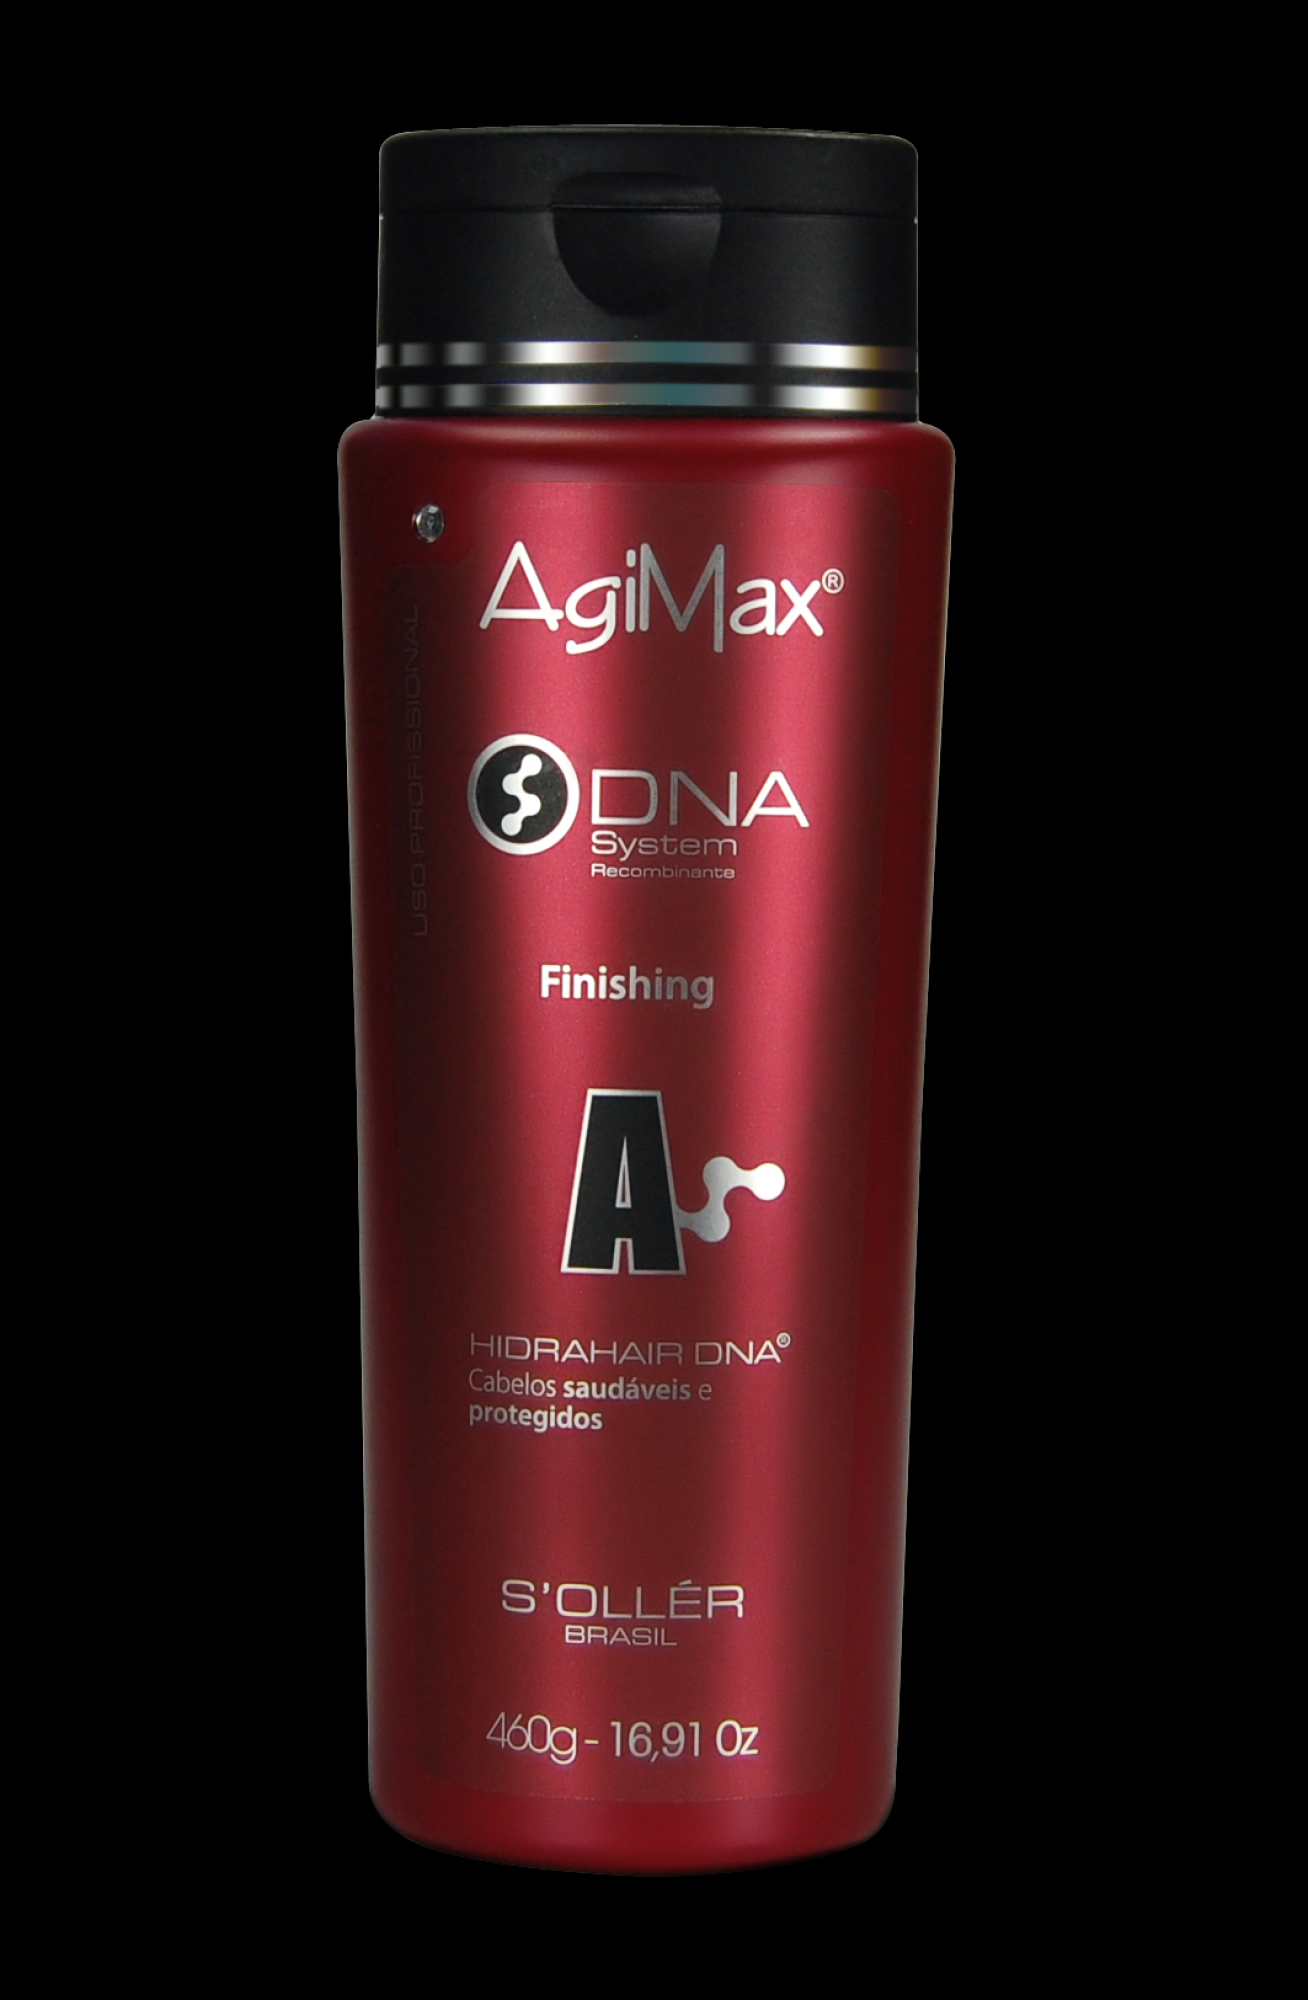 AgiMax®
USO PROFISSIONAL
DNA
System
Recombinante
Finishing
A
HIDRAHAIR DNA®
Cabelos saudáveis e
protegidos
S'OLLÉR
BRASIL
460g - 16,91 Oz